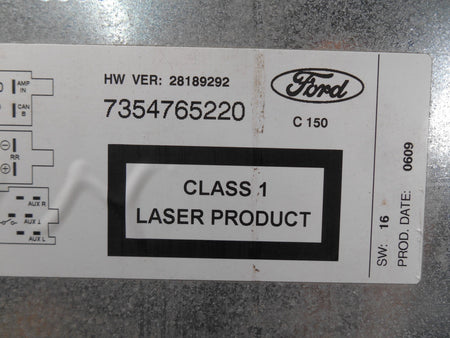 AMP
IN
CAN
B
RR
AUX R
AUX ⊥
AUX L
HW VER: 28189292
7354765220
Ford
C 150
CLASS 1
LASER PRODUCT
SW: 16
PROD. DATE: 0609